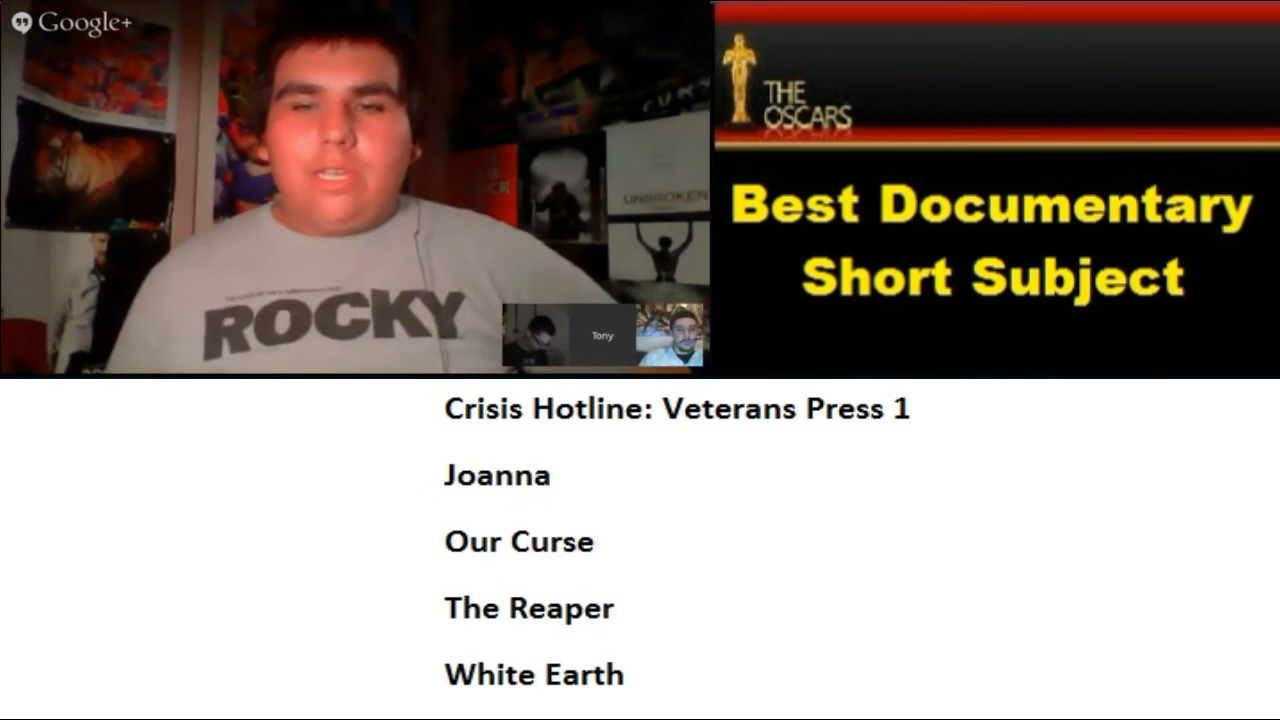 Google+
THE
OSCARS
Best Documentary
Short Subject
UNBROKEN
ROCKY
Tony
Crisis Hotline: Veterans Press 1
Joanna
Our Curse
The Reaper
White Earth